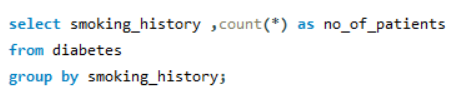 select smoking_history ,count(*) as no_of_patients
from diabetes
group by smoking_history;